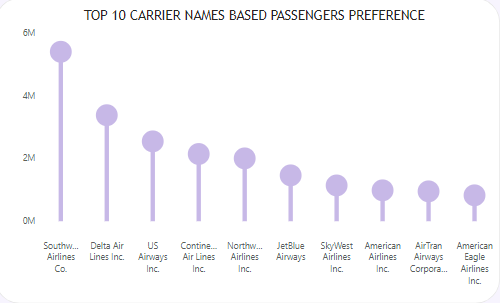 TOP 10 CARRIER NAMES BASED PASSENGERS PREFERENCE
6M
4M
2M
0M
Southw...
Airlines
Co.
Delta Air
Lines Inc.
US
Airways
Inc.
Contine...
Air Lines
Inc.
Northw...
Airlines
Inc.
JetBlue
Airways
SkyWest
Airlines
Inc.
American
Airlines
Inc.
AirTran
Airways
Corpora...
American
Eagle
Airlines
Inc.